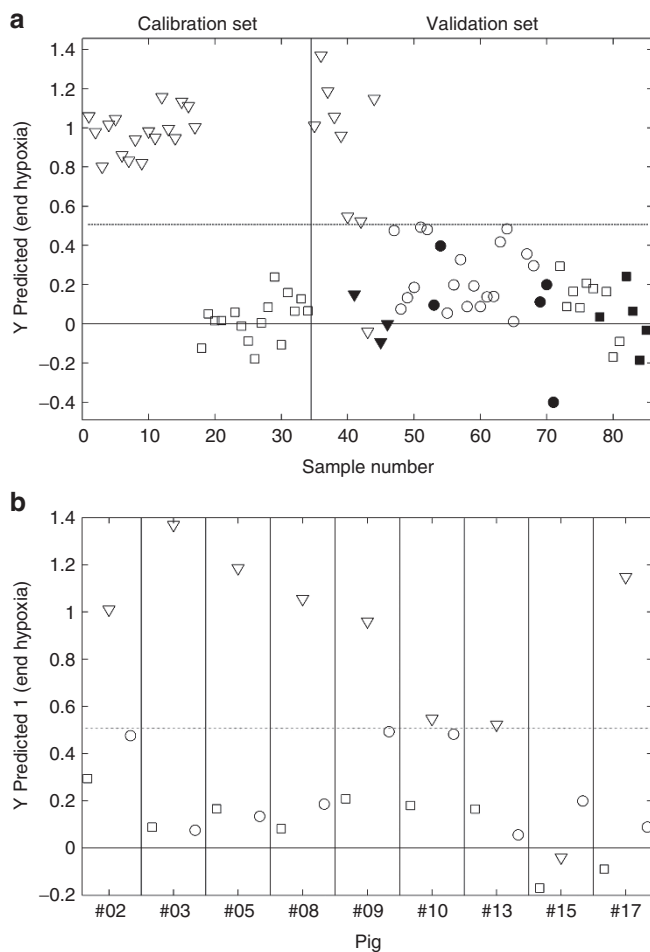 a
Calibration set Validation set
Y Predicted (end hypoxia)
1.4
1.2
1
0.8
0.6
0.4
0.2
0
−0.2
−0.4
0 10 20 30 40 50 60 70 80
Sample number
b
Y Predicted 1 (end hypoxia)
1.4
1.2
1
0.8
0.6
0.4
0.2
0
−0.2
#02 #03 #05 #08 #09 #10 #13 #15 #17
Pig